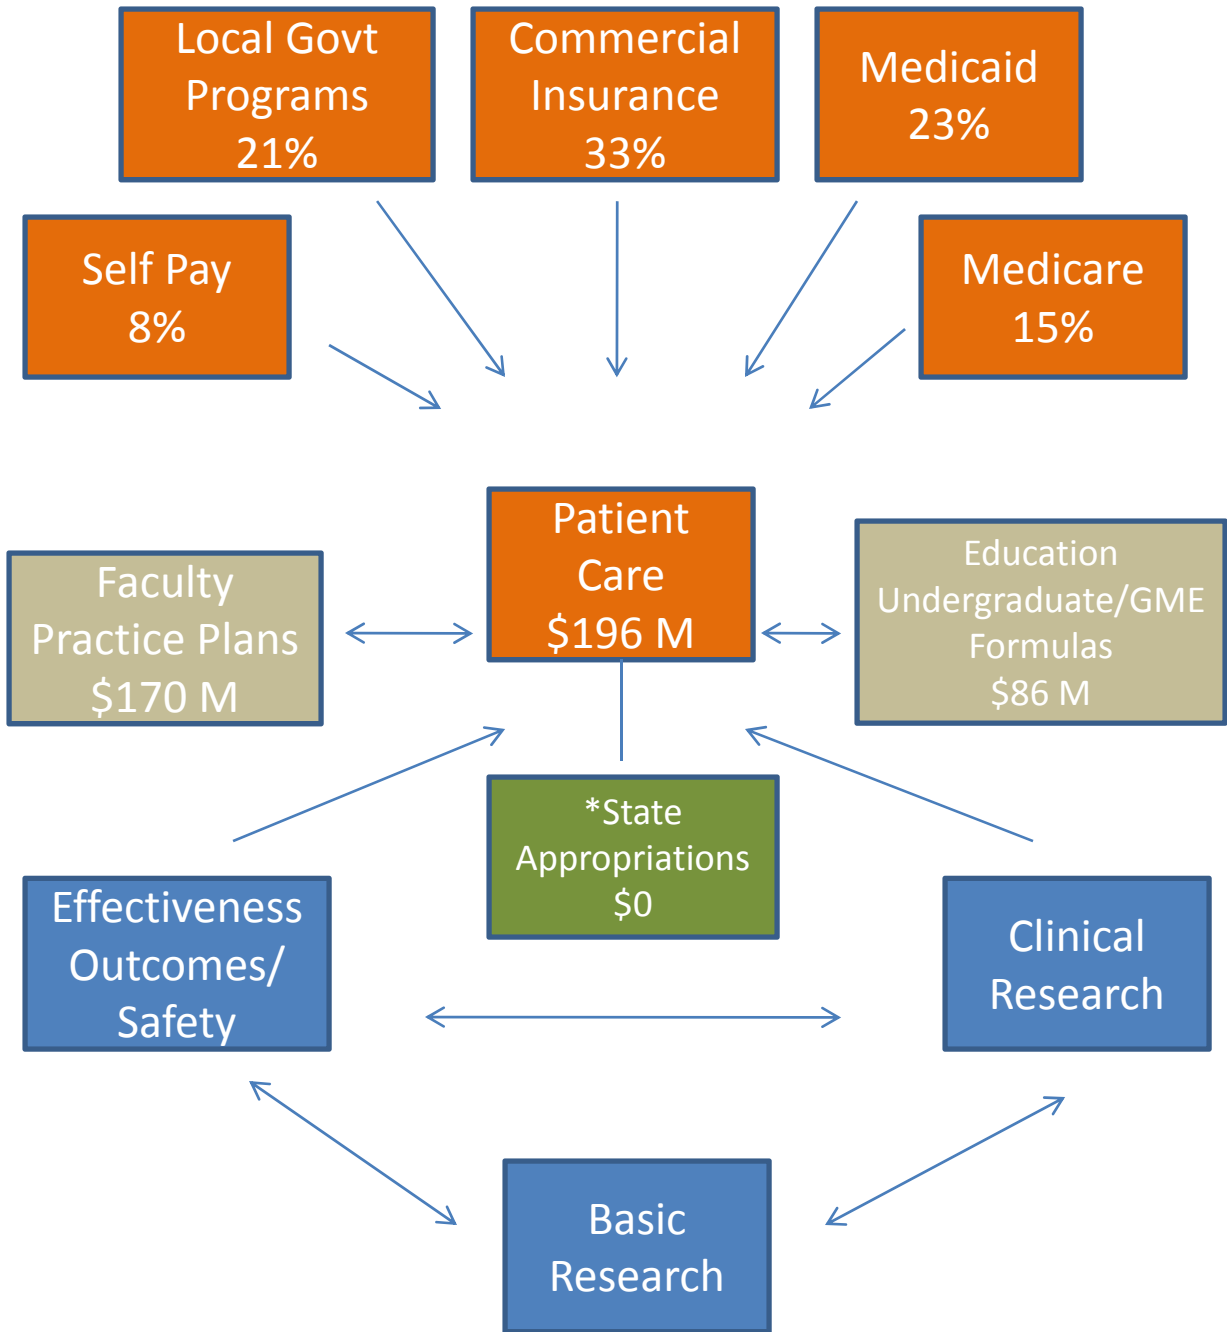 Local Govt
Programs
21%
Commercial
Insurance
33%
Medicaid
23%
Self Pay
8%
Medicare
15%
Patient
Care
$196 M
Faculty
Practice Plans
$170 M
Education
Undergraduate/GME
Formulas
$86 M
*State
Appropriations
$0
Effectiveness
Outcomes/
Safety
Clinical
Research
Basic
Research